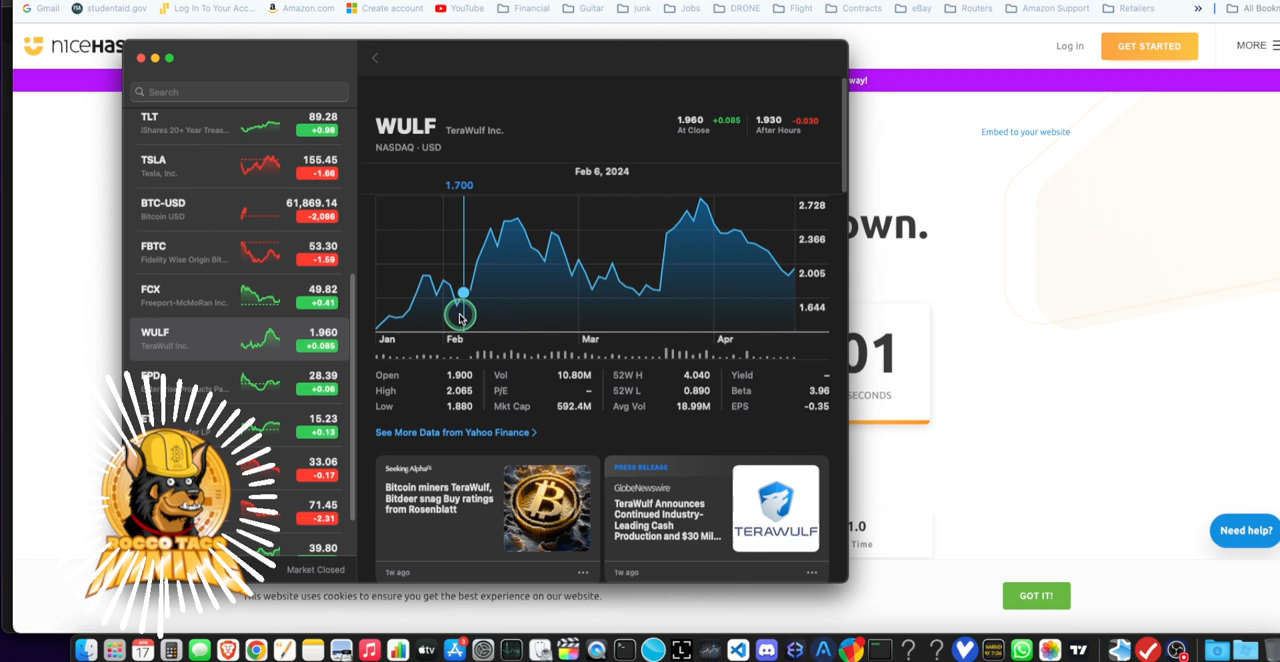 Gmail studentaid.gov Log In To Your Acc... Amazon.com Create account YouTube Financial Guitar junk Jobs DRONE Flight Contracts eBay Routers Amazon Support Retailers » All Bookm
niceHas
Log in GET STARTED MORE
way!
Search
TLT 89.28
iShares 20+ Year Treas... +0.98
TSLA 155.45
Tesla, Inc. -1.66
BTC-USD 61,869.14
Bitcoin USD -2,086
FBTC 53.30
Fidelity Wise Origin Bit... -1.59
FCX 49.82
Freeport-McMoRan Inc. +0.41
WULF 1.960
TeraWulf Inc. +0.085
EPD 28.39
Products Pa... +0.06
15.23
+0.13
33.06
-0.17
71.45
-2.31
39.80
Market Closed
WULF TeraWulf Inc.
NASDAQ · USD
1.960 +0.085 1.930 -0.030
At Close After Hours
Feb 6, 2024
1.700
2.728
2.366
2.005
1.644
Jan Feb Mar Apr
Open 1.900 Vol 10.80M 52W H 4.040 Yield –
High 2.065 P/E – 52W L 0.890 Beta 3.96
Low 1.880 Mkt Cap 592.4M Avg Vol 18.99M EPS -0.35
See More Data from Yahoo Finance >
Seeking Alpha
Bitcoin miners TeraWulf,
Bitdeer snag Buy ratings
from Rosenblatt
1w ago
PRESS RELEASE
GlobeNewswire
TeraWulf Announces
Continued Industry-
Leading Cash
Production and $30 Mil...
TERAWULF
1w ago
Embed to your website
own.
01
SECONDS
1.0
Time
Need help?
This website uses cookies to ensure you get the best experience on our website.
GOT IT!
ROCCO TACO
MINING
APR
17
tv